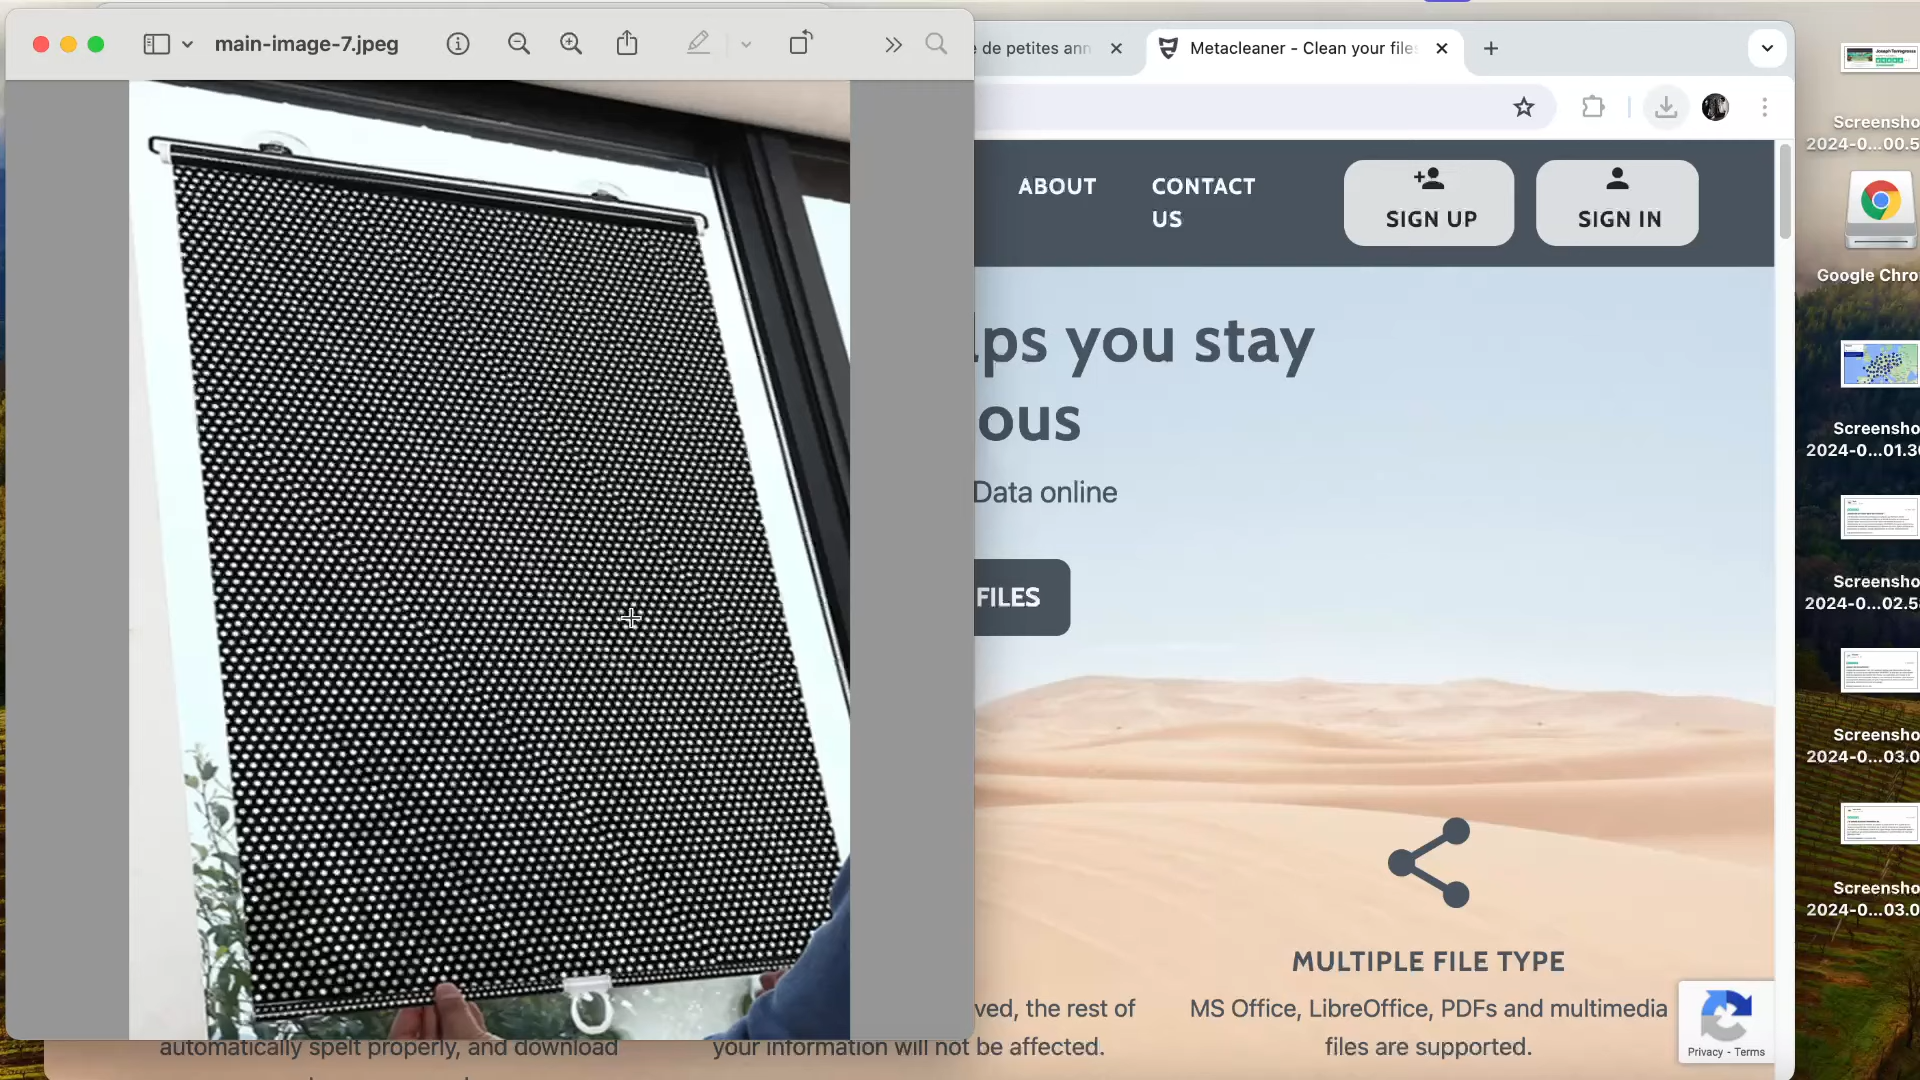 main-image-7.jpeg
de petites ann
Metacleaner - Clean your files
ABOUT
CONTACT
US
SIGN UP
SIGN IN
lps you stay
ous
Data online
FILES
MULTIPLE FILE TYPE
ved, the rest of
your information will not be affected.
MS Office, LibreOffice, PDFs and multimedia
files are supported.
automatically spelt properly, and download
Privacy - Terms
Screensho
2024-0...00.5
Google Chro
Screensho
2024-0...01.30
Screensho
2024-0...02.5
Screensho
2024-0...03.0
Screensho
2024-0...03.0